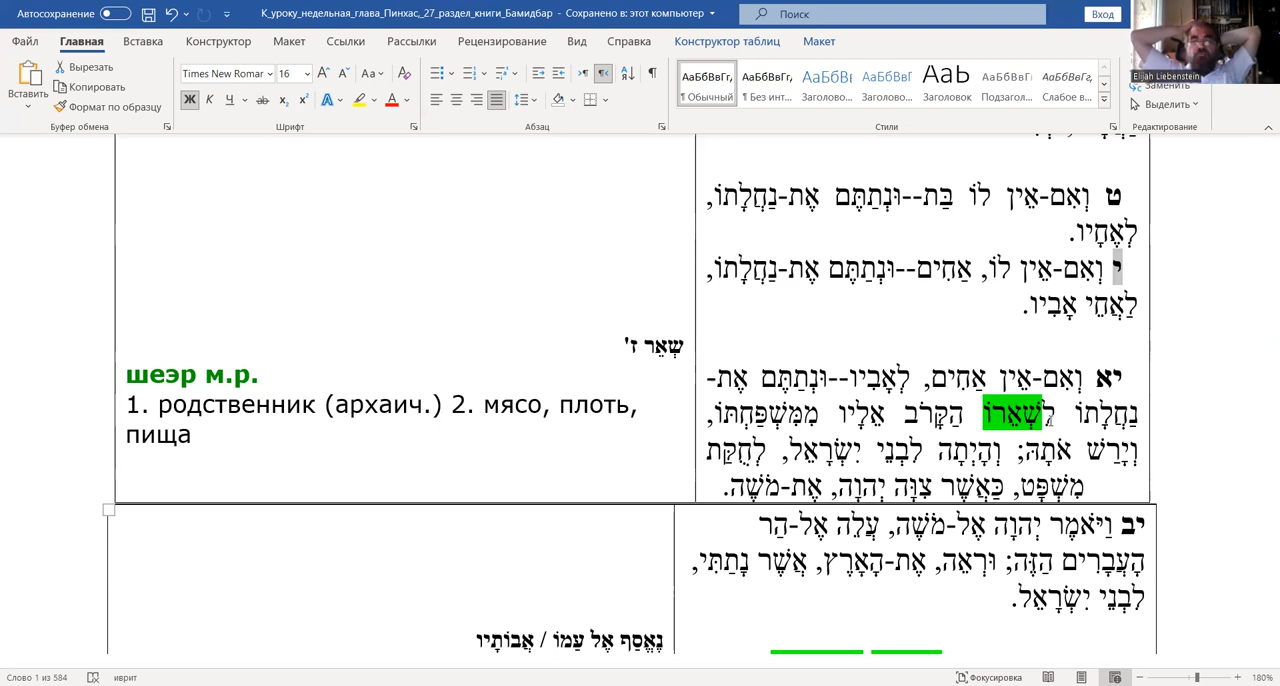 Автосохранение
К_уроку_недельная_глава_Пинхас,_27_раздел_книги_Бамидбар - Сохранено в: этот компьютер
Поиск
Вход
Файл Главная Вставка Конструктор Макет Ссылки Рассылки Рецензирование Вид Справка Конструктор таблиц Макет
Elijah Liebenstein
Вставить
Вырезать
Копировать
Формат по образцу
Буфер обмена
Times New Romar 16
Ж К Ч
Шрифт
Абзац
АаБбВвГг, АаБбВвГг, АаБбВы АаБбВвГ АаБ АаБбВвГ АаБбВвГг,
¶ Обычный ¶ Без инт... Заголово... Заголово... Заголовок Подзагол... Слабое в...
Стили
Заменить
Выделить
Редактирование
ט וְאִם-אֵין לוֹ בַּת--וּנְתַתֶּם אֶת-נַחֲלָתוֹ,
לְאֶחָיו.
י וְאִם-אֵין לוֹ, אַחִים--וּנְתַתֶּם אֶת-נַחֲלָתוֹ,
לַאֲחֵי אָבִיו.
שְׁאֵר ז'
шеэр м.р.
1. родственник (архаич.) 2. мясо, плоть,
пища
יא וְאִם-אֵין אַחִים, לְאָבִיו--וּנְתַתֶּם אֶת-
נַחֲלָתוֹ לִשְׁאֵרוֹ הַקָּרֹב אֵלָיו מִמִּשְׁפַּחְתּוֹ,
וְיָרַשׁ אֹתָהּ; וְהָיְתָה לִבְנֵי יִשְׂרָאֵל, לְחֻקַּת
מִשְׁפָּט, כַּאֲשֶׁר צִוָּה יְהוָה, אֶת-מֹשֶׁה.
יב וַיֹּאמֶר יְהוָה אֶל-מֹשֶׁה, עֲלֵה אֶל-הַר
הָעֲבָרִים הַזֶּה; וּרְאֵה, אֶת-הָאָרֶץ, אֲשֶׁר נָתַתִּי,
לִבְנֵי יִשְׂרָאֵל.
נֶאֱסַף אֶל עַמּוֹ / אֲבוֹתָיו
Слово 1 из 584 иврит Фокусировка 180%